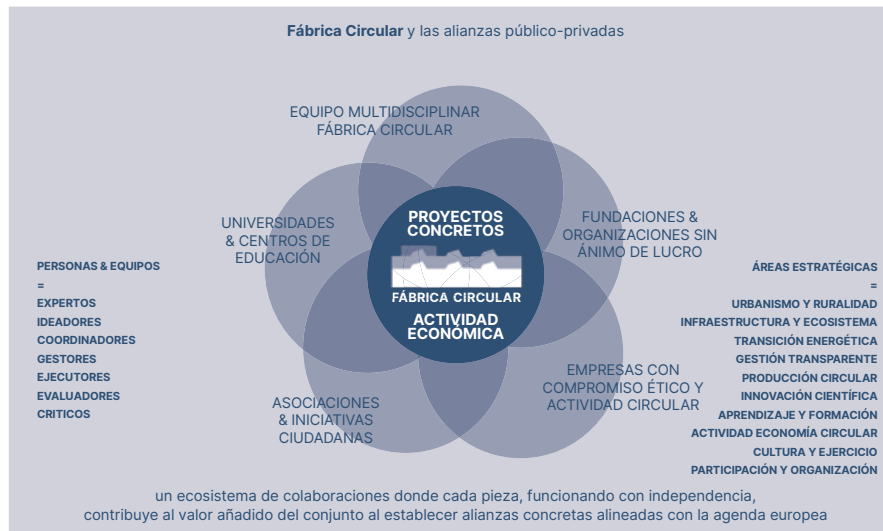 Fábrica Circular y las alianzas público-privadas
EQUIPO MULTIDISCIPLINAR
FÁBRICA CIRCULAR
UNIVERSIDADES
& CENTROS DE
EDUCACIÓN
PROYECTOS
CONCRETOS
FÁBRICA CIRCULAR
ACTIVIDAD
ECONÓMICA
FUNDACIONES &
ORGANIZACIONES SIN
ÁNIMO DE LUCRO
PERSONAS & EQUIPOS
=
EXPERTOS
IDEADORES
COORDINADORES
GESTORES
EJECUTORES
EVALUADORES
CRITICOS
ÁREAS ESTRATÉGICAS
=
URBANISMO Y RURALIDAD
INFRAESTRUCTURA Y ECOSISTEMA
TRANSICIÓN ENERGÉTICA
GESTIÓN TRANSPARENTE
PRODUCCIÓN CIRCULAR
INNOVACIÓN CIENTÍFICA
APRENDIZAJE Y FORMACIÓN
ACTIVIDAD ECONOMÍA CIRCULAR
CULTURA Y EJERCICIO
PARTICIPACIÓN Y ORGANIZACIÓN
ASOCIACIONES
& INICIATIVAS
CIUDADANAS
EMPRESAS CON
COMPROMISO ÉTICO Y
ACTIVIDAD CIRCULAR
un ecosistema de colaboraciones donde cada pieza, funcionando con independencia,
contribuye al valor añadido del conjunto al establecer alianzas concretas alineadas con la agenda europea